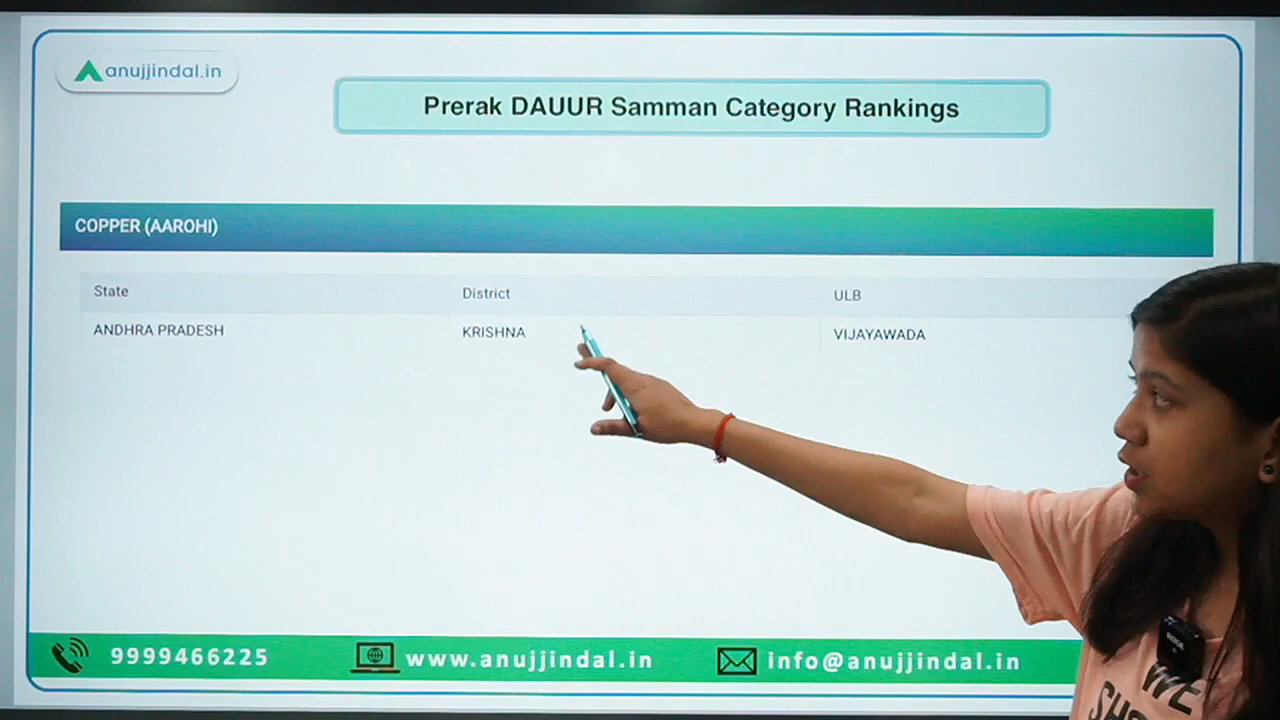 anujjindal.in
Prerak DAUUR Samman Category Rankings
COPPER (AAROHI)
State District ULB
ANDHRA PRADESH KRISHNA VIJAYAWADA
9999466225 www.anujjindal.in info@anujjindal.in
WE